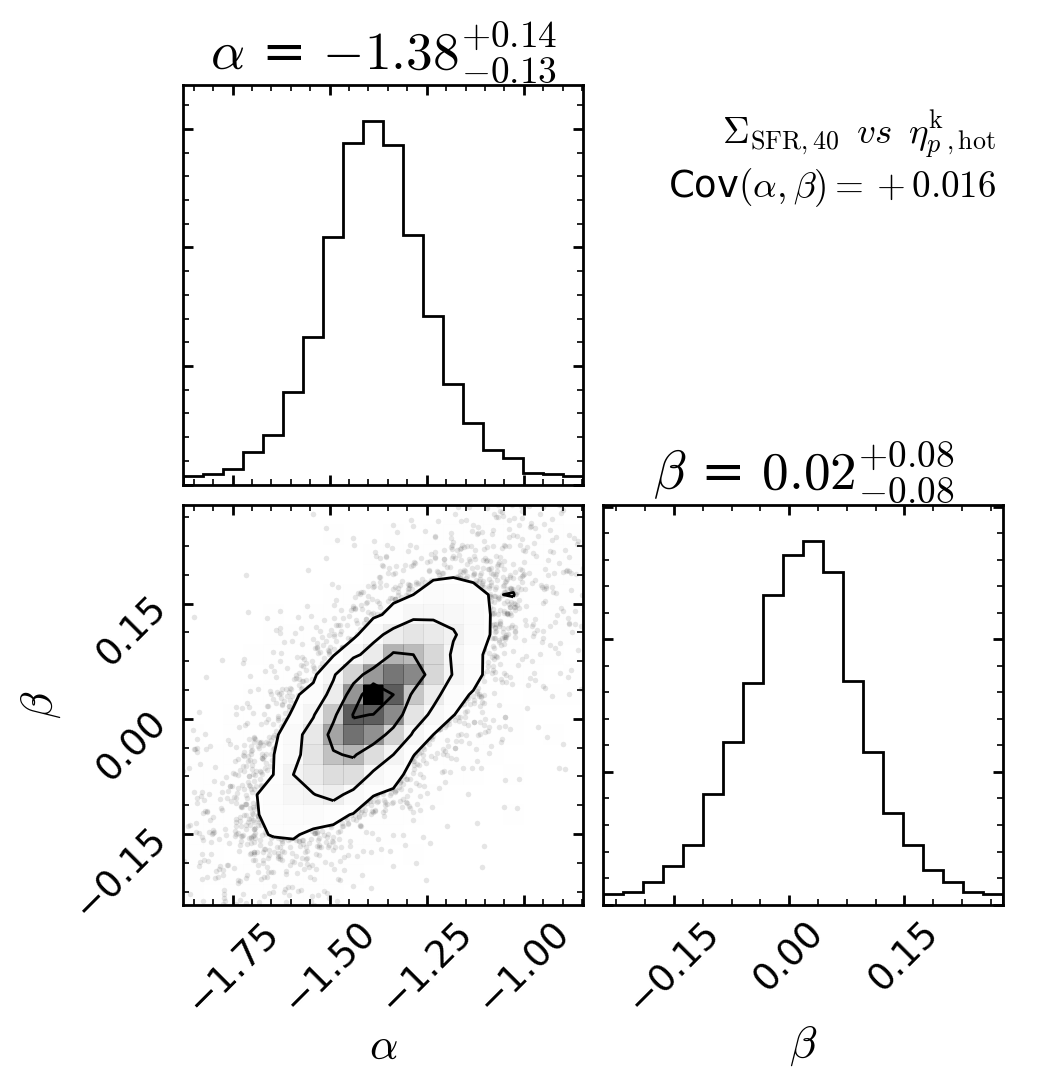 α = −1.38 +0.14 −0.13
Σ SFR, 40 vs η p k , hot
Cov(α, β) = +0.016
β = 0.02 +0.08 −0.08
β
0.15
0.00
−0.15
−1.75 −1.50 −1.25 −1.00
α
−0.15 0.00 0.15
β